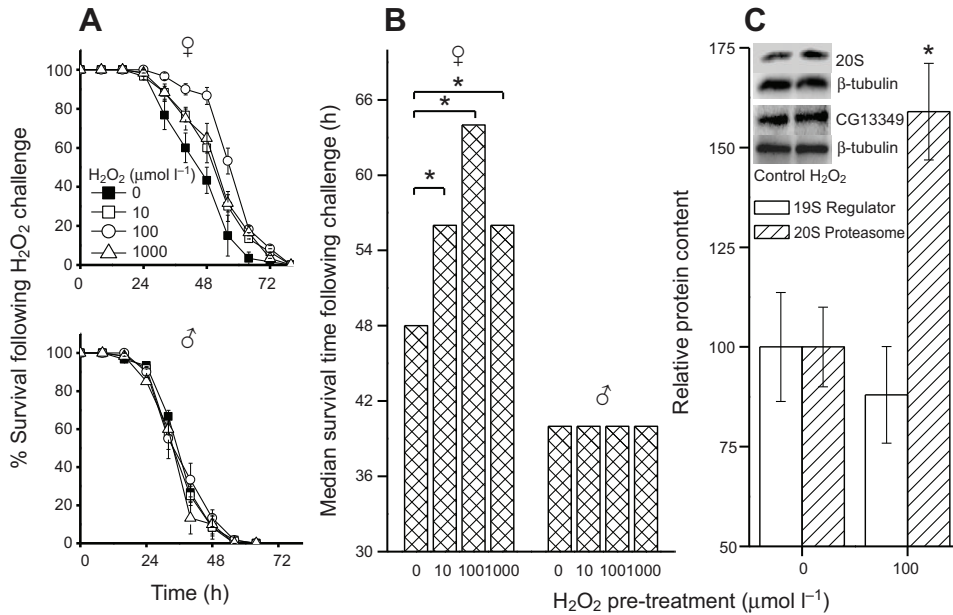 A
♀
100
80
60
40
20
0
H₂O₂ (μmol l⁻¹)
0
10
100
1000
0 24 48 72
♂
100
80
60
40
20
0
0 24 48 72
% Survival following H₂O₂ challenge
Time (h)
B
♀
* * *
66
60
54
48
42
36
30
♂
0 10 100 1000 0 10 100 1000
Median survival time following challenge (h)
C
175
150
125
100
75
50
20S
β-tubulin
CG13349
β-tubulin
Control H₂O₂
19S Regulator
20S Proteasome
*
0 100
Relative protein content
H₂O₂ pre-treatment (μmol l⁻¹)